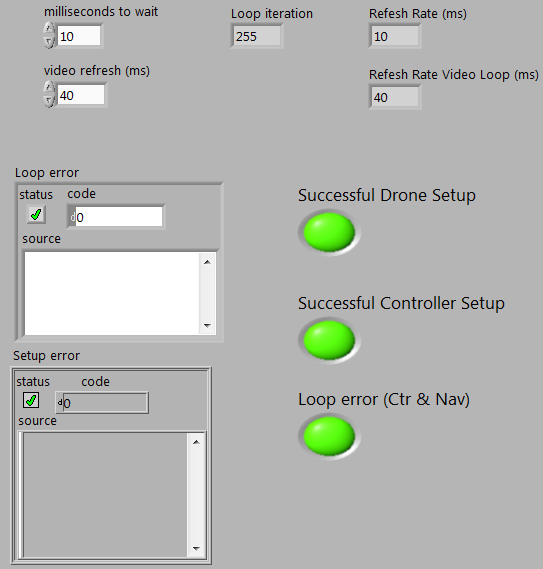 milliseconds to wait
10
Loop iteration
255
Refesh Rate (ms)
10
video refresh (ms)
40
Refesh Rate Video Loop (ms)
40
Loop error
status code
d0
source
Successful Drone Setup
Successful Controller Setup
Setup error
status code
d0
source
Loop error (Ctr & Nav)